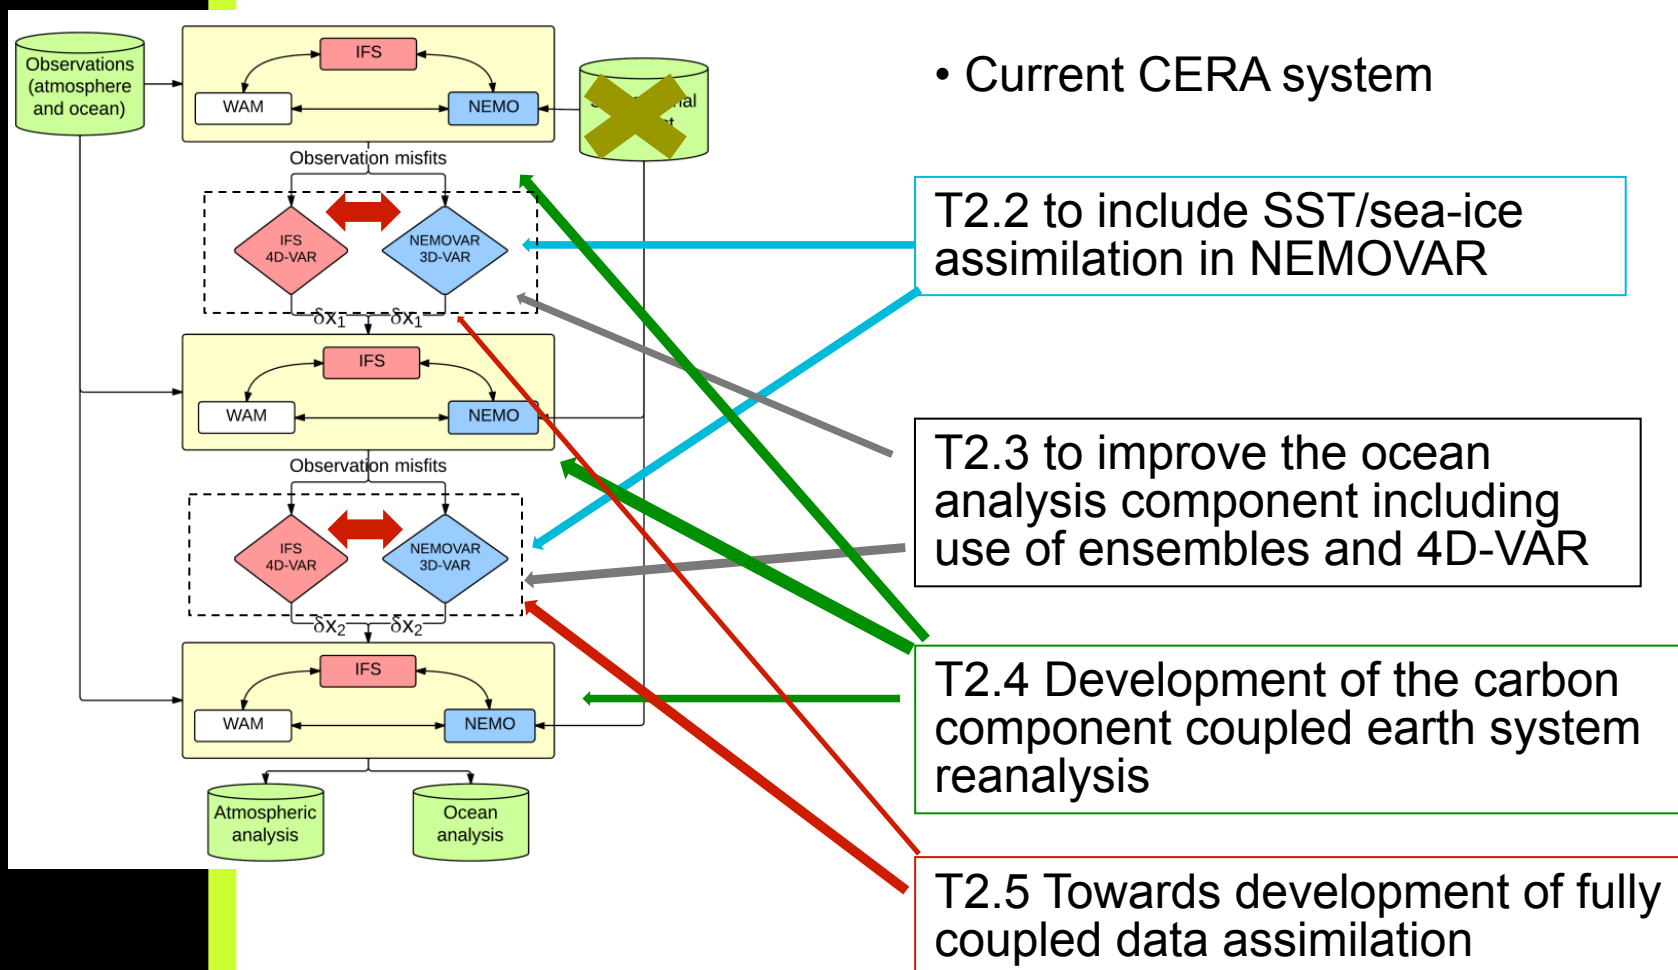 Observations
(atmosphere
and ocean)
IFS
WAM
NEMO
Observation misfits
IFS
4D-VAR
NEMOVAR
3D-VAR
δx₁
δx₁
IFS
WAM
NEMO
Observation misfits
IFS
4D-VAR
NEMOVAR
3D-VAR
δx₂
δx₂
IFS
WAM
NEMO
Atmospheric
analysis
Ocean
analysis
• Current CERA system
T2.2 to include SST/sea-ice
assimilation in NEMOVAR
T2.3 to improve the ocean
analysis component including
use of ensembles and 4D-VAR
T2.4 Development of the carbon
component coupled earth system
reanalysis
T2.5 Towards development of fully
coupled data assimilation